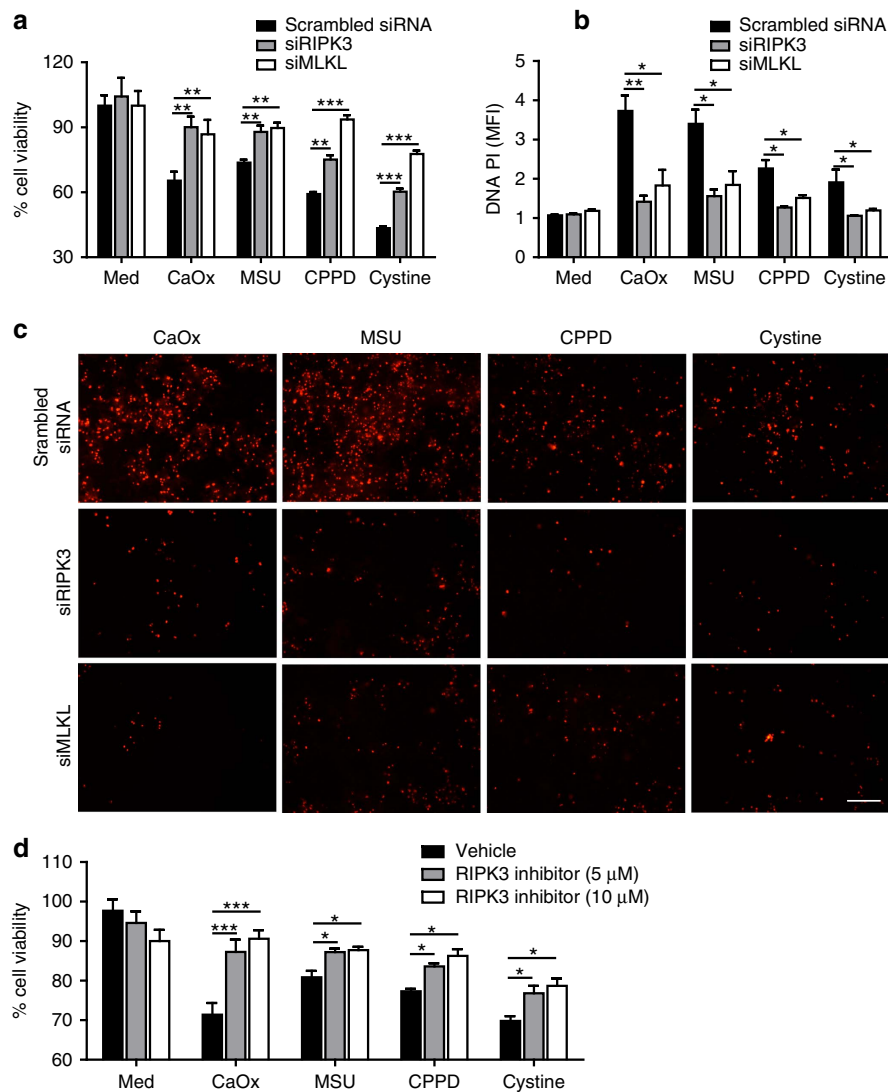 a
Scrambled siRNA
siRIPK3
siMLKL
120
90
60
30
% cell viability
** ** ** ** ** *** *** ***
Med CaOx MSU CPPD Cystine
b
Scrambled siRNA
siRIPK3
siMLKL
5
4
3
2
1
0
DNA PI (MFI)
** * * * * * * *
Med CaOx MSU CPPD Cystine
c
CaOx MSU CPPD Cystine
Srambled
siRNA
siRIPK3
siMLKL
d
Vehicle
RIPK3 inhibitor (5 μM)
RIPK3 inhibitor (10 μM)
110
100
90
80
70
60
% cell viability
*** *** * * * * * *
Med CaOx MSU CPPD Cystine